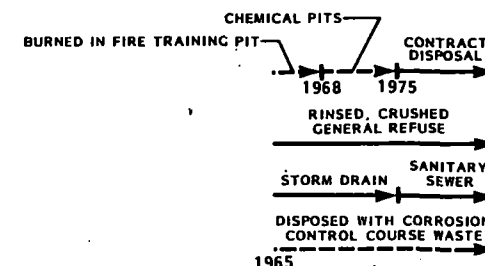 CHEMICAL PITS
BURNED IN FIRE TRAINING PIT
CONTRACT
DISPOSAL
1968 1975
RINSED, CRUSHED
GENERAL REFUSE
STORM DRAIN
SANITARY
SEWER
DISPOSED WITH CORROSION
CONTROL COURSE WASTE
1965